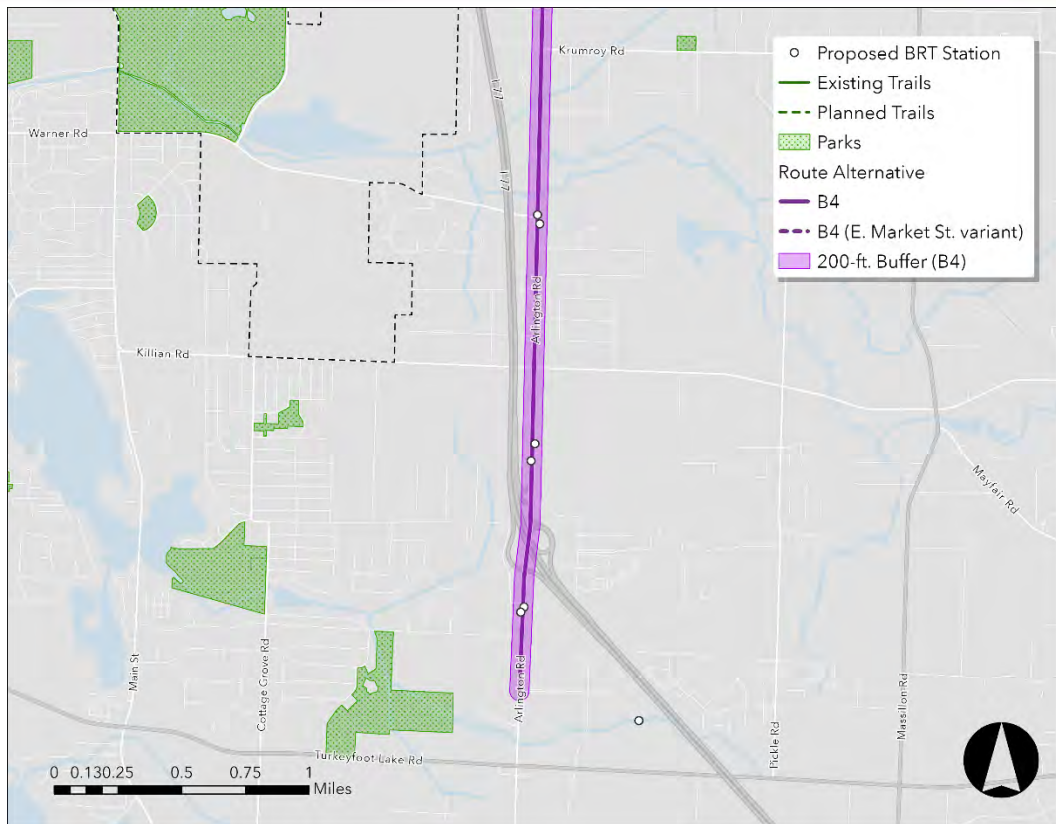 Krumroy Rd
I 77
Warner Rd
I 77
Arlington Rd
Killian Rd
Mayfair Rd
Main St
Cottage Grove Rd
Arlington Rd
Massillon Rd
Pickle Rd
Turkeyfoot Lake Rd
Proposed BRT Station
Existing Trails
Planned Trails
Parks
Route Alternative
B4
B4 (E. Market St. variant)
200-ft. Buffer (B4)
0 0.130.25 0.5 0.75 1
Miles